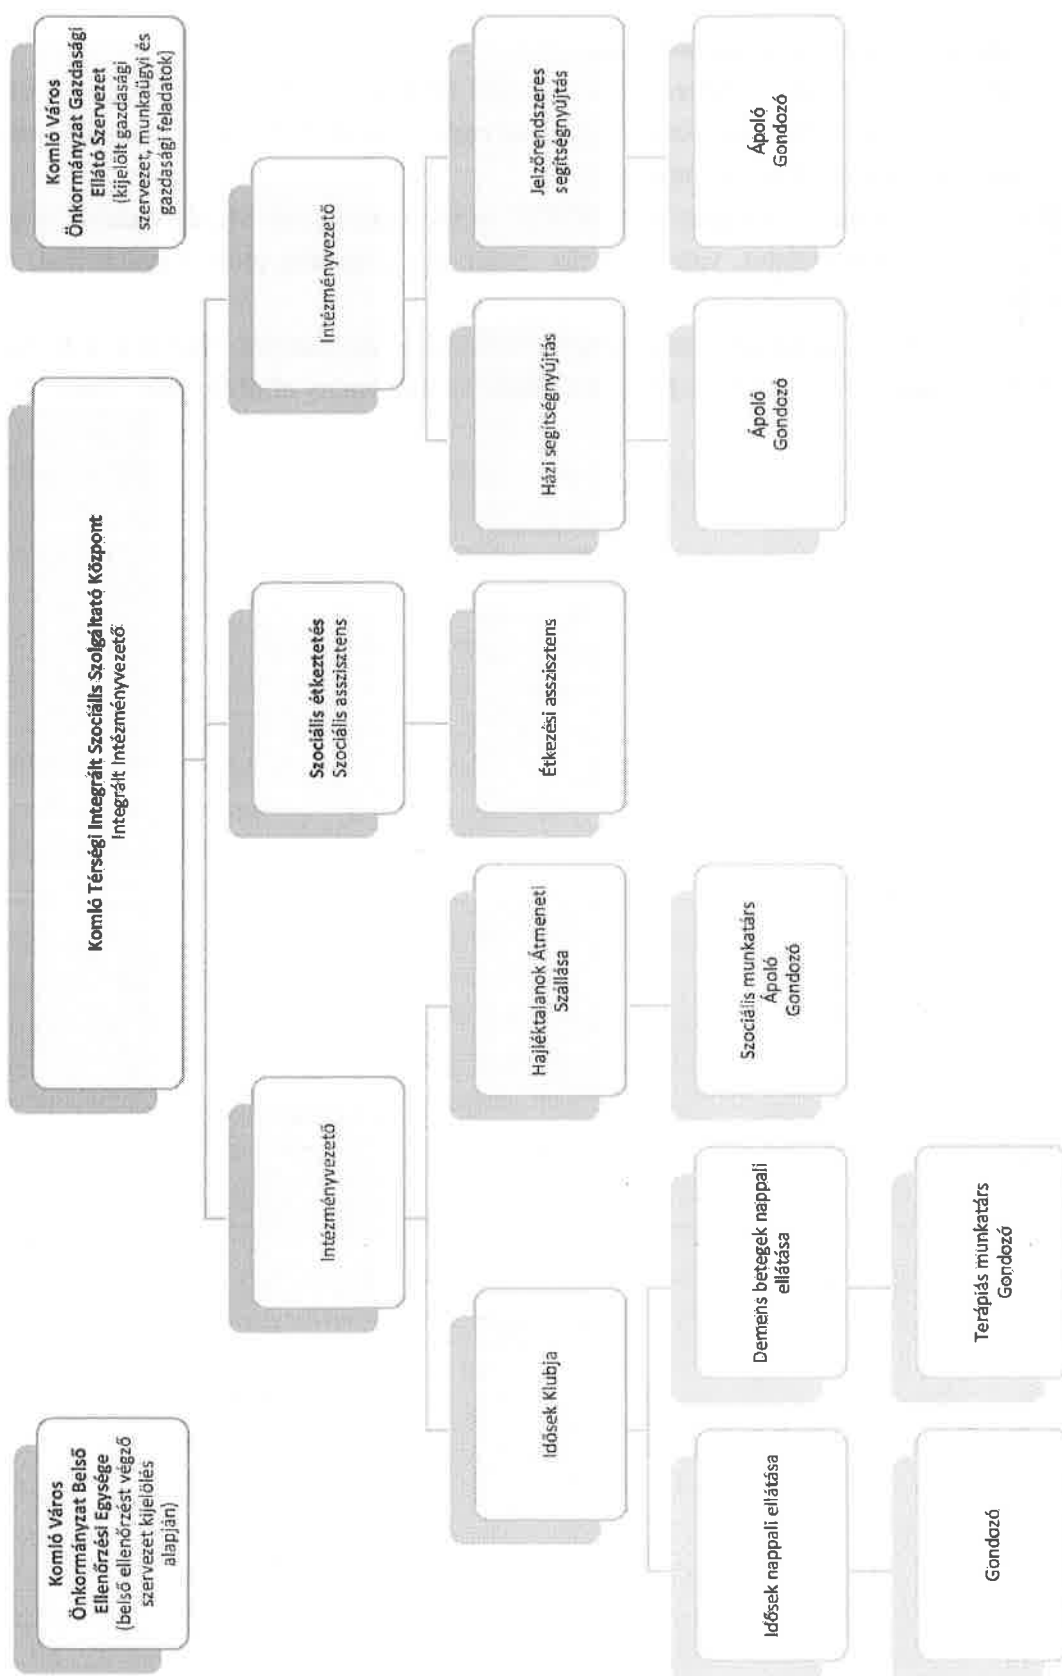 Komló Város
Önkormányzat Belső
Ellenőrzési Egysége
(belső ellenőrzést végző
szervezet kijelölés
alapján)
Komló Térségi Integrált Szociális Szolgáltató Központ
Integrált Intézményvezető
Komló Város
Önkormányzat Gazdasági
Ellátó Szervezet
(kijelölt gazdasági
szervezet, munkaügyi és
gazdasági feladatok)
Intézményvezető
Szociális étkeztetés
Szociális asszisztens
Intézményvezető
Idősek Klubja
Hajléktalanok Átmeneti
Szállása
Étkezési asszisztens
Házi segítségnyújtás
Jelzőrendszeres
segítségnyújtás
Idősek nappali ellátása
Demens betegek nappali
ellátása
Szociális munkatárs
Ápoló
Gondozó
Ápoló
Gondozó
Ápoló
Gondozó
Gondozó
Terápiás munkatárs
Gondozó